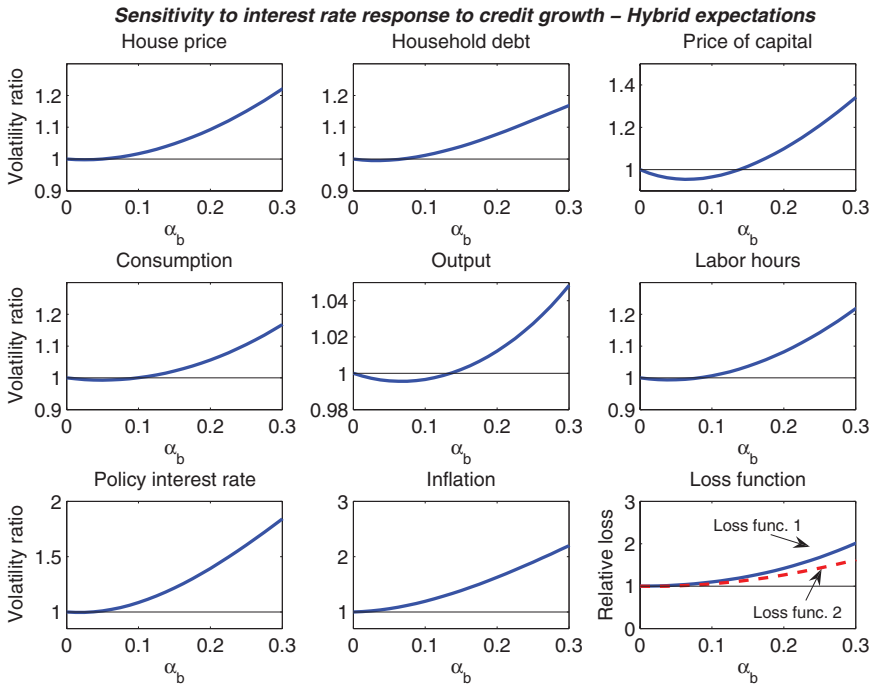 Sensitivity to interest rate response to credit growth – Hybrid expectations
House price
Household debt
Price of capital
Volatility ratio
1.2
1.1
1
0.9
0
0.1
0.2
0.3
α_b
1.2
1.1
1
0.9
0
0.1
0.2
0.3
α_b
1.4
1.2
1
0
0.1
0.2
0.3
α_b
Consumption
Output
Labor hours
Volatility ratio
1.2
1.1
1
0.9
0
0.1
0.2
0.3
α_b
1.04
1.02
1
0.98
0
0.1
0.2
0.3
α_b
1.2
1.1
1
0.9
0
0.1
0.2
0.3
α_b
Policy interest rate
Inflation
Loss function
Volatility ratio
2
1.5
1
0
0.1
0.2
0.3
α_b
3
2
1
0
0.1
0.2
0.3
α_b
Relative loss
3
2
1
0
Loss func. 1
Loss func. 2
0
0.1
0.2
0.3
α_b